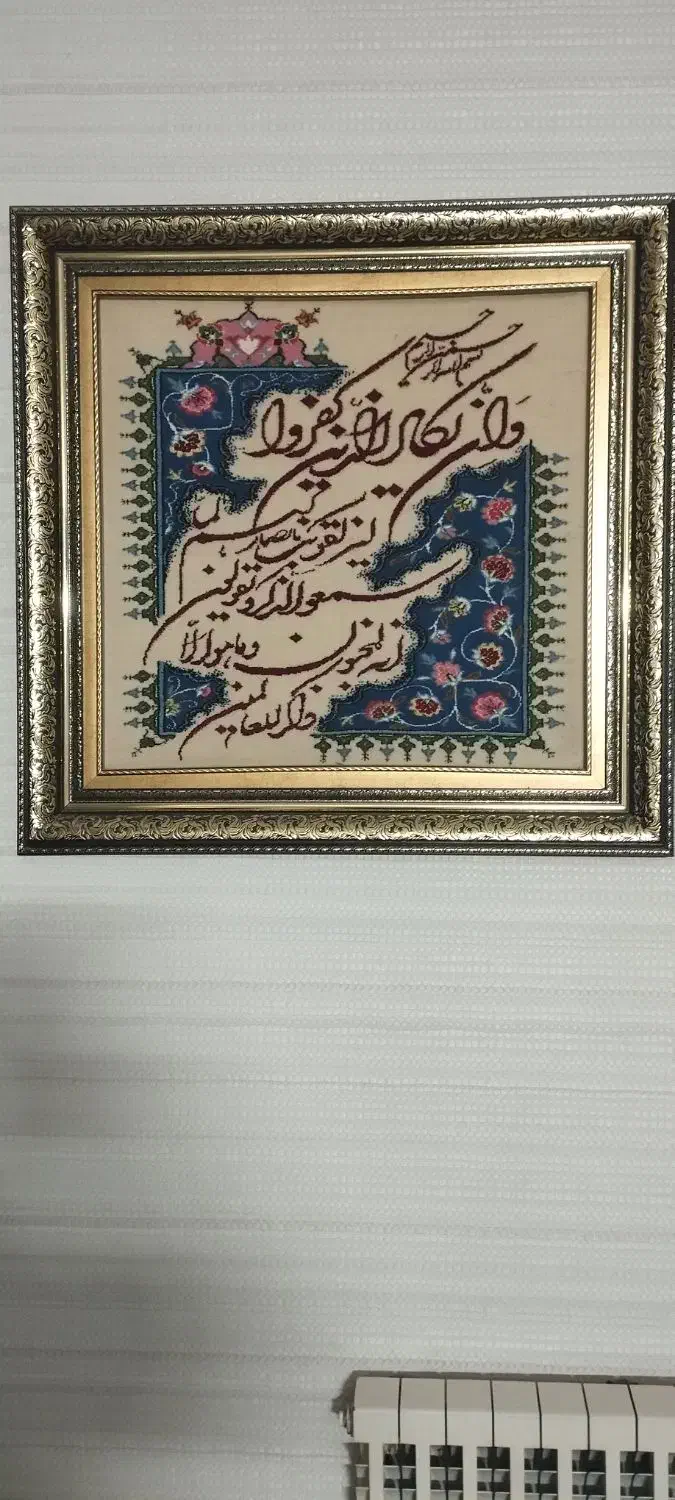 بسم الله الرحمن الرحیم
وان یکاد الذین کفروا
لیزلقونک بابصارهم لما
سمعوا الذکر و یقولون
انه لمجنون وما هو الا
ذکر للعالمین